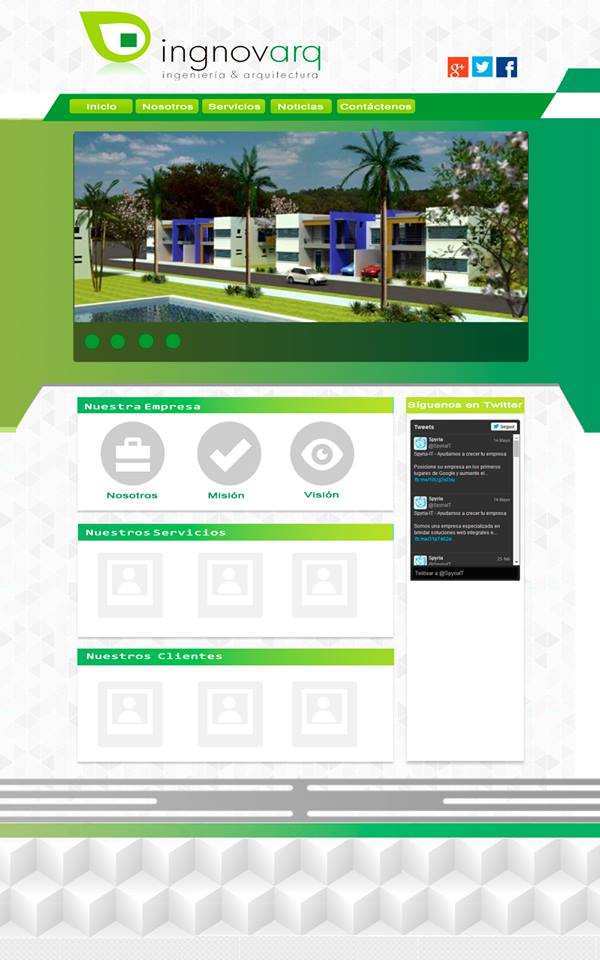 ingnovarq
ingeniería & arquitectura
g+
Inicio
Nosotros
Servicios
Noticias
Contáctenos
Nuestra Empresa
Nosotros
Misión
Visión
Nuestros Servicios
Nuestros Clientes
Síguenos en Twitter
Tweets
Seguir
Spyria 14 Mayo
@SpyriaIT
Spyria-IT - Ayudamos a crecer tu empresa
Posicione su empresa en los primeros
lugares de Google y aumente el...
Spyria 14 Mayo
@SpyriaIT
Spyria-IT - Ayudamos a crecer tu empresa
Somos una empresa especializada en
brindar soluciones web integrales e...
Spyria 25 feb
@SpyriaIT
Twittear a @SpyriaIT